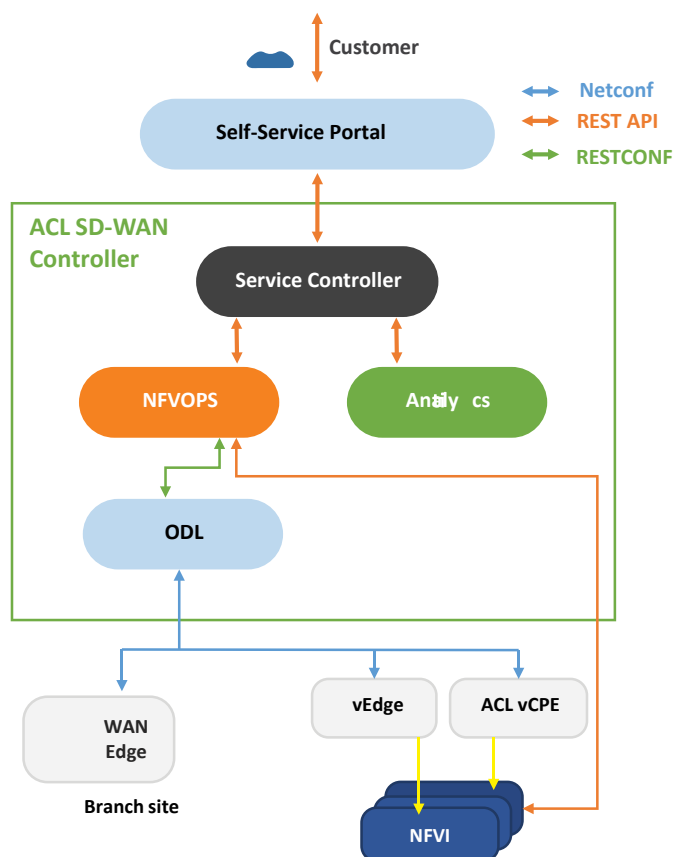 Customer
Netconf
REST API
RESTCONF
Self-Service Portal
ACL SD-WAN
Controller
Service Controller
NFVOPS
Analytics
ODL
WAN
Edge
vEdge
ACL vCPE
Branch site
NFVI